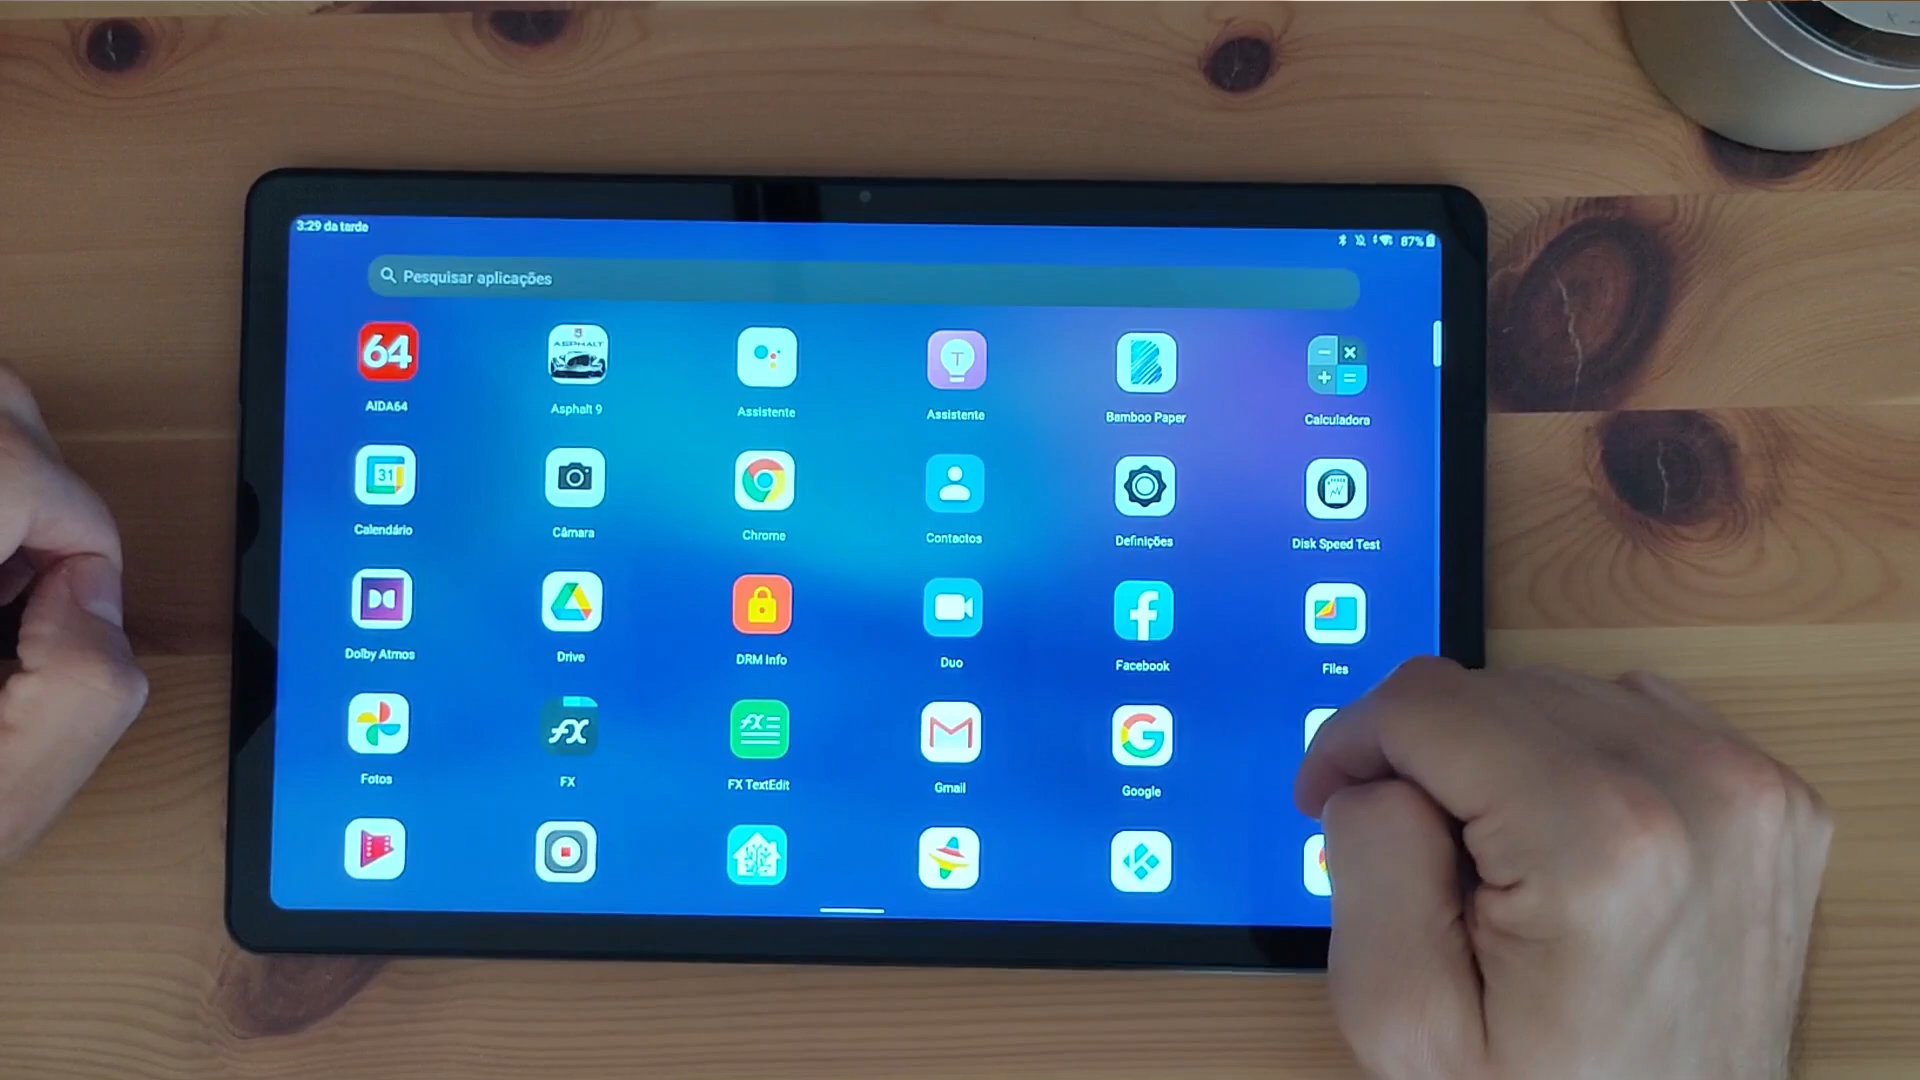 3:29 da tarde
87%
Pesquisar aplicações
64
ASPHALT
T
AIDA64
Asphalt 9
Assistente
Assistente
Bamboo Paper
Calculadora
31
Calendário
Câmara
Chrome
Contactos
Definições
Disk Speed Test
Dolby Atmos
Drive
DRM Info
Duo
Facebook
Files
FX
FX
Fotos
FX
FX TextEdit
Gmail
Google